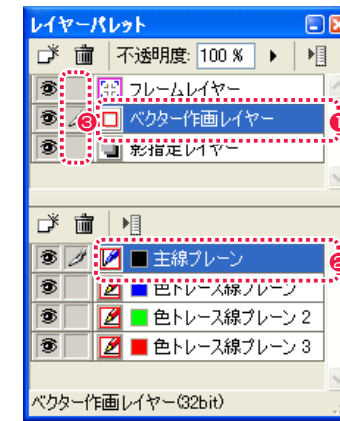 レイヤーパレット
不透明度: 100 %
フレームレイヤー
③ ベクター作画レイヤー ①
影指定レイヤー
主線プレーン ②
色トレース線プレーン
色トレース線プレーン 2
色トレース線プレーン 3
ベクター作画レイヤー(32bit)